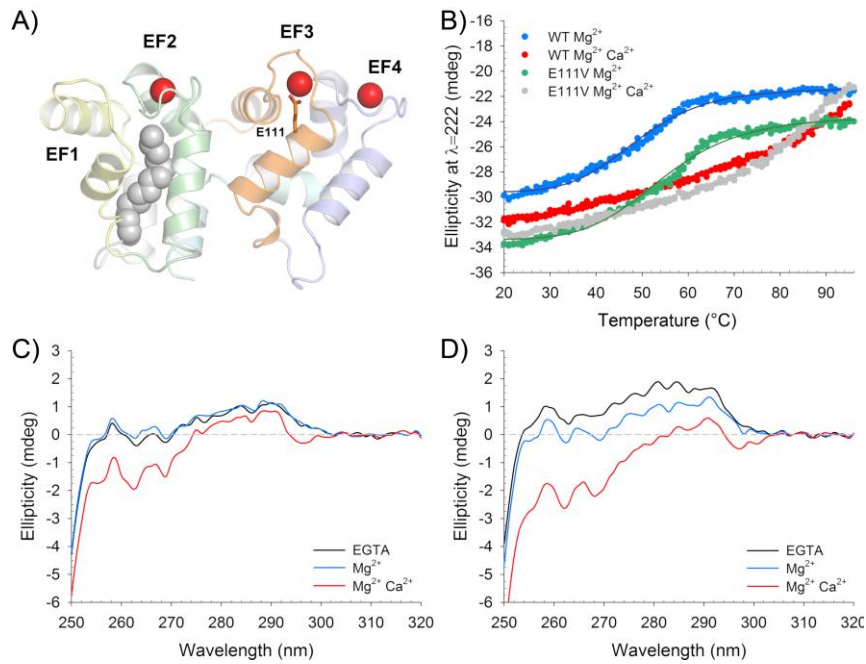 A)
EF1
EF2
EF3
EF4
E111
B)
WT Mg²⁺
WT Mg²⁺ Ca²⁺
E111V Mg²⁺
E111V Mg²⁺ Ca²⁺
Ellipticity at λ=222 (mdeg)
-16
-18
-20
-22
-24
-26
-28
-30
-32
-34
-36
20 30 40 50 60 70 80 90
Temperature (°C)
C)
Ellipticity (mdeg)
3
2
1
0
-1
-2
-3
-4
-5
-6
EGTA
Mg²⁺
Mg²⁺ Ca²⁺
250 260 270 280 290 300 310 320
Wavelength (nm)
D)
Ellipticity (mdeg)
3
2
1
0
-1
-2
-3
-4
-5
-6
EGTA
Mg²⁺
Mg²⁺ Ca²⁺
250 260 270 280 290 300 310 320
Wavelength (nm)